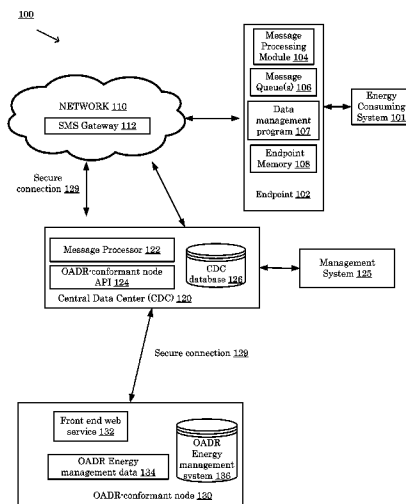 100
Message
Processing
Module 104
Message
Queue(s) 106
Data
management
program 107
Endpoint
Memory 108
Endpoint 102
Energy
Consuming
System 101
NETWORK 110
SMS Gateway 112
Secure
connection 129
Message Processor 122
OADR-conformant node
API 124
CDC
database 126
Central Data Center (CDC) 120
Management
System 125
Secure connection 139
Front end web
service 132
OADR Energy
management data 134
OADR
Energy
management
system 136
OADR-conformant node 130